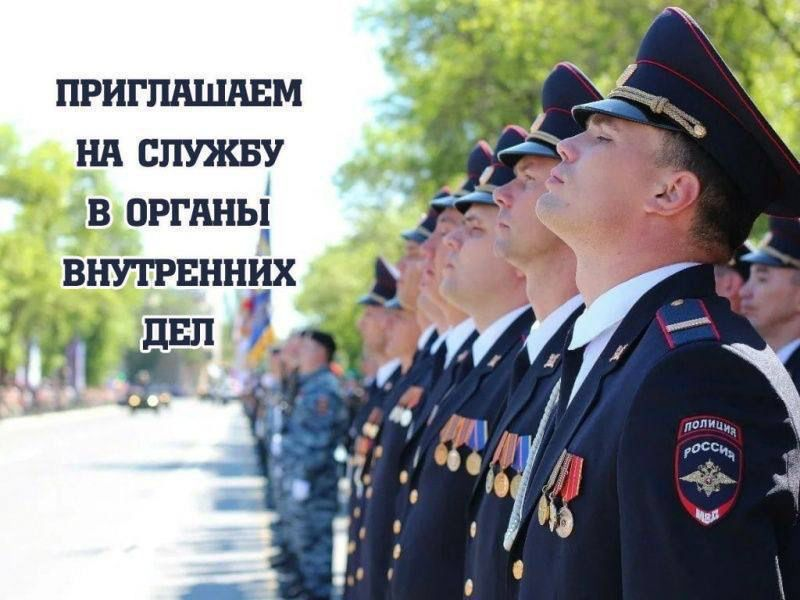 ПРИГЛАШАЕМ
НА СЛУЖБУ
В ОРГАНЫ
ВНУТРЕННИХ
ДЕЛ
ПОЛИЦИЯ
РОССИЯ
МВД